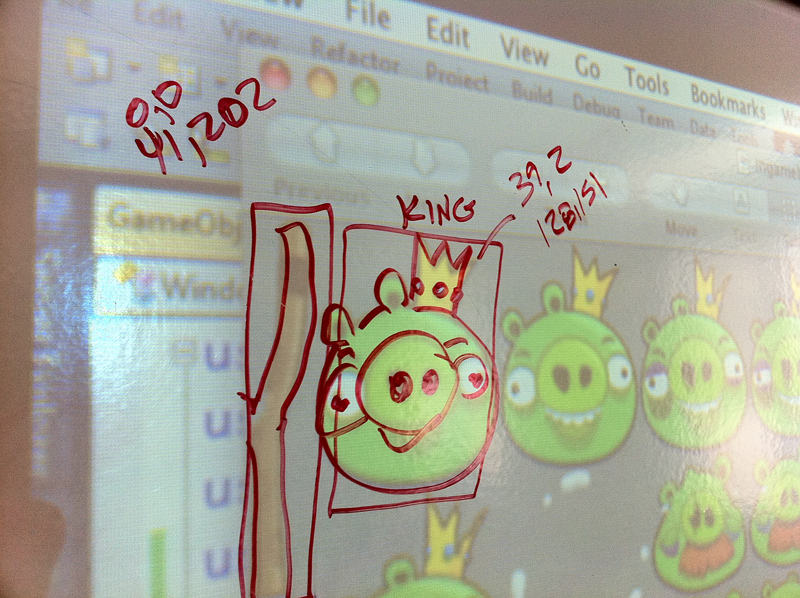 File Edit View Go Tools Bookmarks
Edit View Refactor Project Build Debug Team Data Tools
0,0
41,202
39,2
128,151
KING
Previous
Move
GameObj
Windo
u
u
u
u